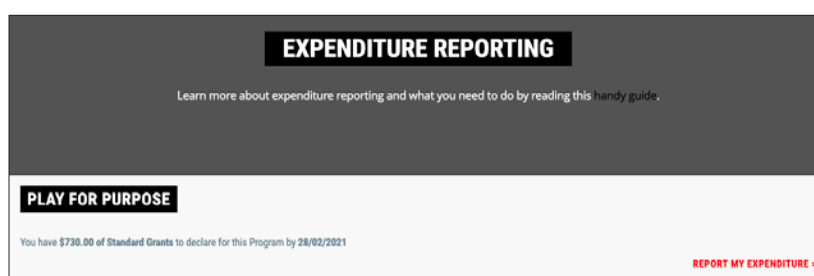 EXPENDITURE REPORTING
Learn more about expenditure reporting and what you need to do by reading this handy guide.
PLAY FOR PURPOSE
You have $730.00 of Standard Grants to declare for this Program by 28/02/2021
REPORT MY EXPENDITURE ›